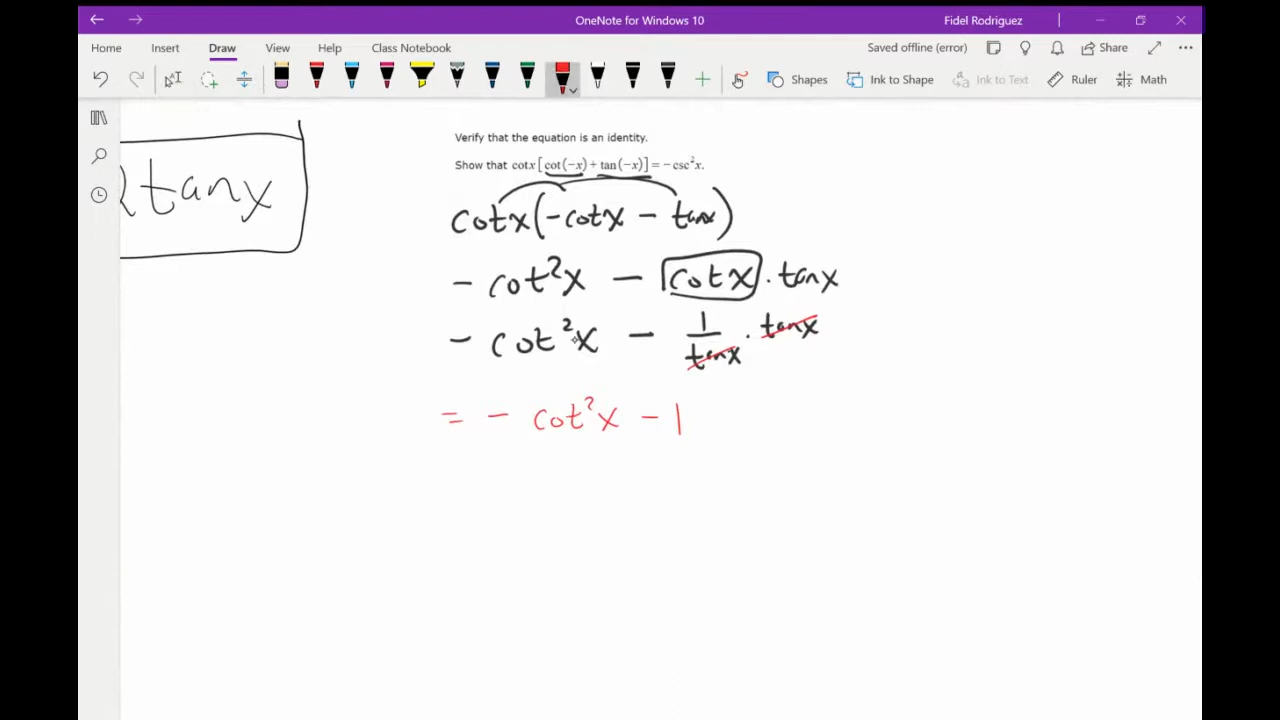 OneNote for Windows 10
Fidel Rodriguez
Home Insert Draw View Help Class Notebook
Saved offline (error) Share
Shapes Ink to Shape Ink to Text Ruler Math
tanx
Verify that the equation is an identity.
Show that cotx [cot(−x) + tan(−x)] = − csc²x.
cotx(-cotx - tanx)
- cot²x - cotx · tanx
- cot²x - 1/tanx · tanx
= - cot²x - 1